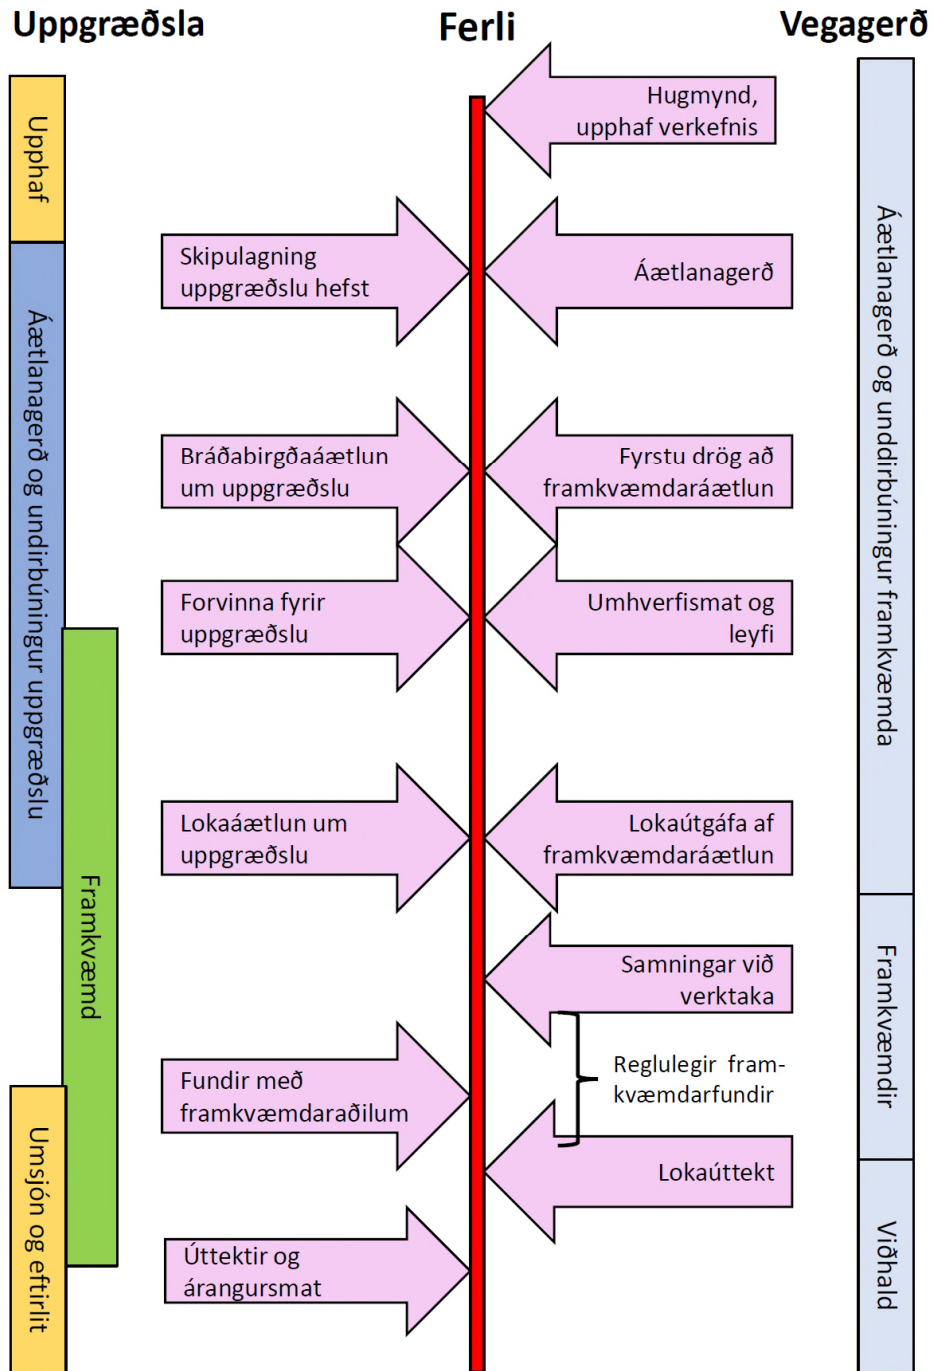 Uppgræðsla
Ferli
Vegagerð
Upphaf
Áætlanagerð og undirbúningur uppgræðslu
Framkvæmd
Umsjón og eftirlit
Hugmynd,
upphaf verkefnis
Skipulagning
uppgræðslu hefst
Áætlanagerð
Bráðabirgðaáætlun
um uppgræðslu
Fyrstu drög að
framkvæmdaráætlun
Forvinna fyrir
uppgræðslu
Umhverfismat og
leyfi
Lokaáætlun um
uppgræðslu
Lokaútgáfa af
framkvæmdaráætlun
Samningar við
verktaka
Fundir með
framkvæmdaraðilum
Reglulegir fram-
kvæmdarfundir
Lokaúttekt
Úttektir og
árangursmat
Áætlanagerð og unddirbúningur framkvæmda
Framkvæmdir
Viðhald